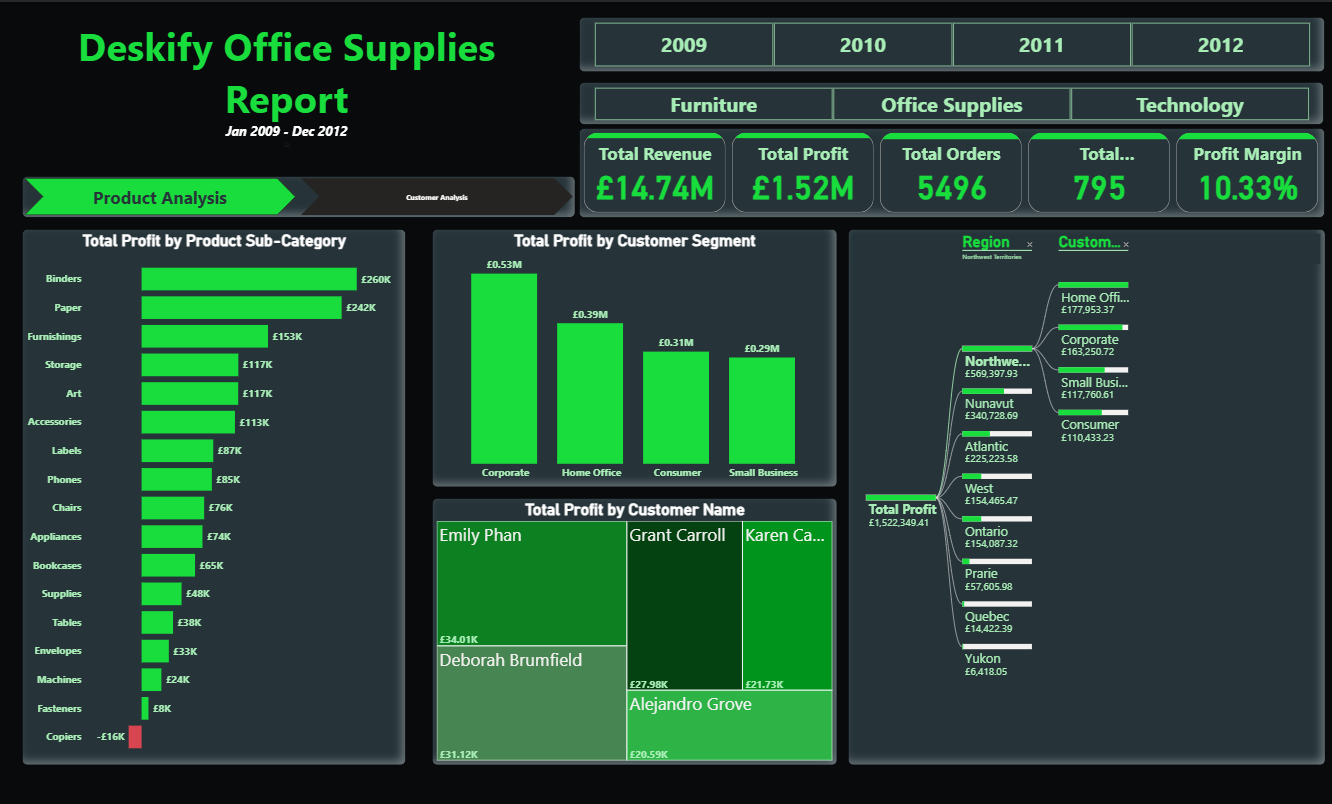 Deskify Office Supplies
Report
Jan 2009 - Dec 2012
2009 2010 2011 2012
Furniture Office Supplies Technology
Total Revenue
£14.74M
Total Profit
£1.52M
Total Orders
5496
Total...
795
Profit Margin
10.33%
Product Analysis
Customer Analysis
Total Profit by Product Sub-Category
Binders £260K
Paper £242K
Furnishings £153K
Storage £117K
Art £117K
Accessories £113K
Labels £87K
Phones £85K
Chairs £76K
Appliances £74K
Bookcases £65K
Supplies £48K
Tables £38K
Envelopes £33K
Machines £24K
Fasteners £8K
Copiers -£16K
Total Profit by Customer Segment
£0.53M
£0.39M
£0.31M
£0.29M
Corporate Home Office Consumer Small Business
Total Profit by Customer Name
Emily Phan
£34.01K
Deborah Brumfield
£31.12K
Grant Carroll
£27.98K
Karen Ca...
£21.73K
Alejandro Grove
£20.59K
Region ×
Northwest Territories
Custom... ×
Total Profit
£1,522,349.41
Northwe...
£569,397.93
Nunavut
£340,728.69
Atlantic
£225,223.58
West
£154,465.47
Ontario
£154,087.32
Prarie
£57,605.98
Quebec
£14,422.39
Yukon
£6,418.05
Home Offi...
£177,953.37
Corporate
£163,250.72
Small Busi...
£117,760.61
Consumer
£110,433.23